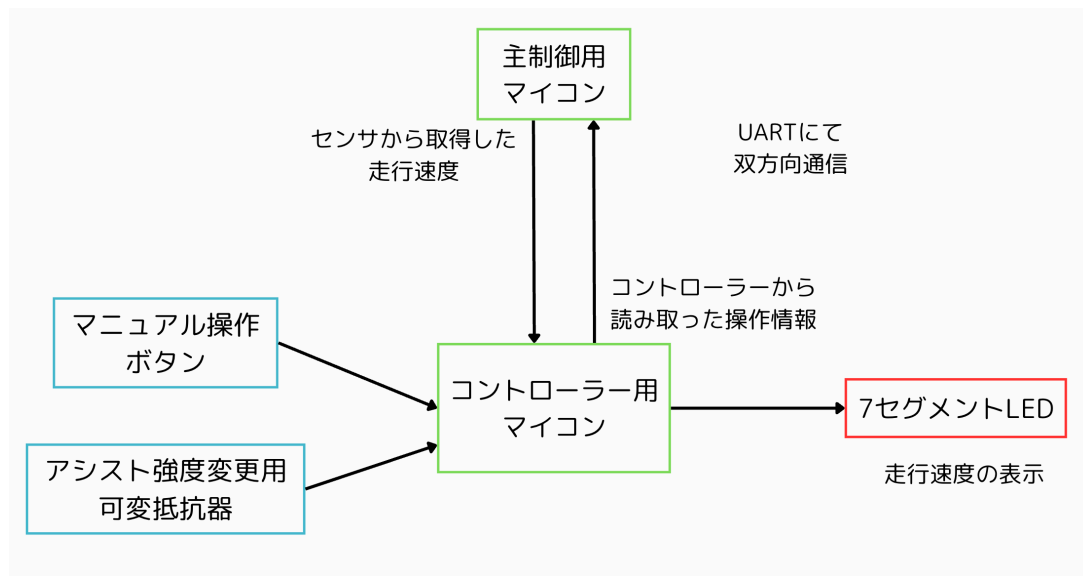 主制御用
マイコン
センサから取得した
走行速度
UARTにて
双方向通信
コントローラーから
読み取った操作情報
マニュアル操作
ボタン
コントローラー用
マイコン
7セグメントLED
アシスト強度変更用
可変抵抗器
走行速度の表示